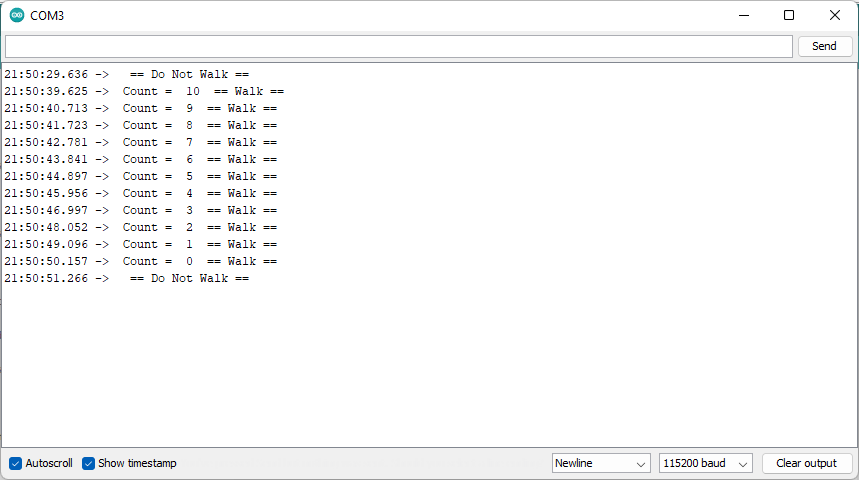 COM3
Send
21:50:29.636 ->   == Do Not Walk ==
21:50:39.625 ->  Count =  10  == Walk ==
21:50:40.713 ->  Count =  9  == Walk ==
21:50:41.723 ->  Count =  8  == Walk ==
21:50:42.781 ->  Count =  7  == Walk ==
21:50:43.841 ->  Count =  6  == Walk ==
21:50:44.897 ->  Count =  5  == Walk ==
21:50:45.956 ->  Count =  4  == Walk ==
21:50:46.997 ->  Count =  3  == Walk ==
21:50:48.052 ->  Count =  2  == Walk ==
21:50:49.096 ->  Count =  1  == Walk ==
21:50:50.157 ->  Count =  0  == Walk ==
21:50:51.266 ->   == Do Not Walk ==
Autoscroll Show timestamp Newline 115200 baud Clear output